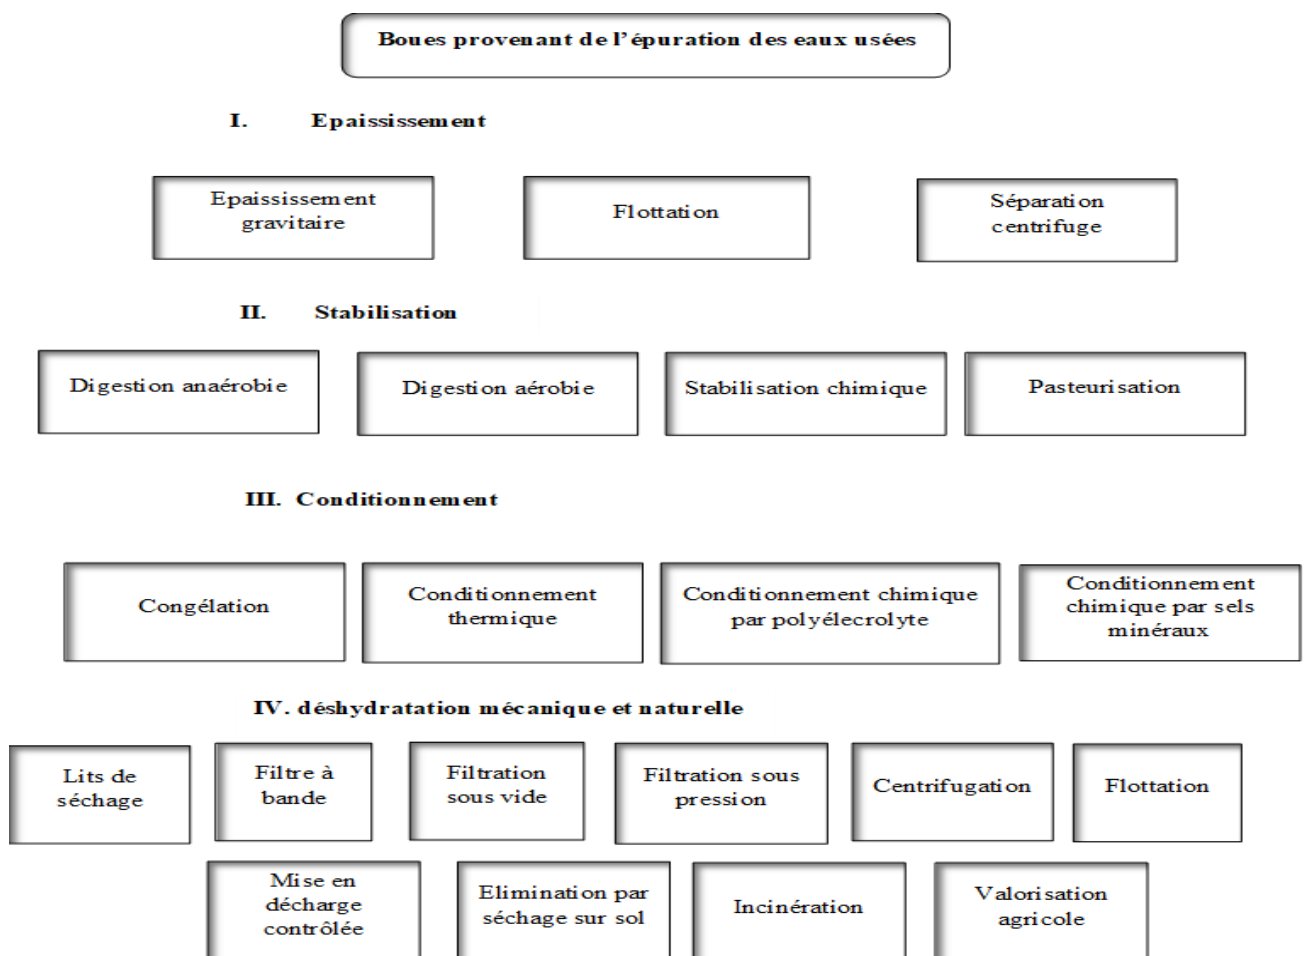 Boues provenant de l'épuration des eaux usées
I. Epaississement
Epaississement
gravitaire
Flottation
Séparation
centrifuge
II. Stabilisation
Digestion anaérobie
Digestion aérobie
Stabilisation chimique
Pasteurisation
III. Conditionnement
Congélation
Conditionnement
thermique
Conditionnement chimique
par polyélecrolyte
Conditionnement
chimique par sels
minéraux
IV. déshydratation mécanique et naturelle
Lits de
séchage
Filtre à
bande
Filtration
sous vide
Filtration sous
pression
Centrifugation
Flottation
Mise en
décharge
contrôlée
Elimination par
séchage sur sol
Incinération
Valorisation
agricole